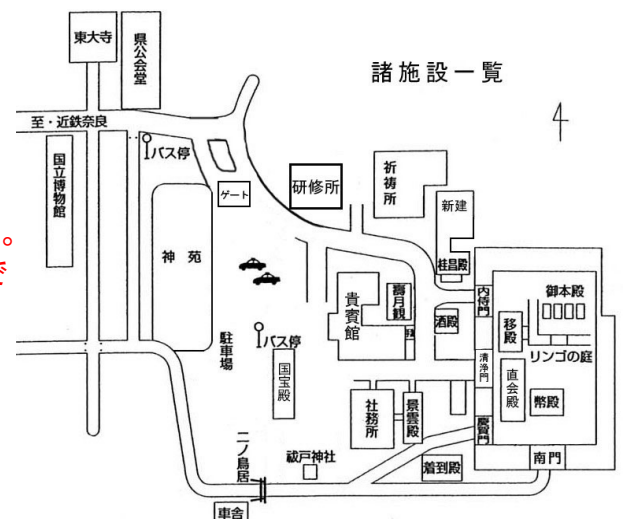 諸施設一覧
東大寺
県公会堂
至・近鉄奈良
バス停
国立博物館
ゲート
研修所
祈祷所
新建
桂昌殿
神苑
貴賓館
壽月観
酒殿
内侍門
御本殿
移殿
リンゴの庭
清浄門
直会殿
幣殿
慶賀門
南門
駐車場
バス停
国宝殿
社務所
景雲殿
着到殿
祓戸神社
二ノ鳥居
車舎
。